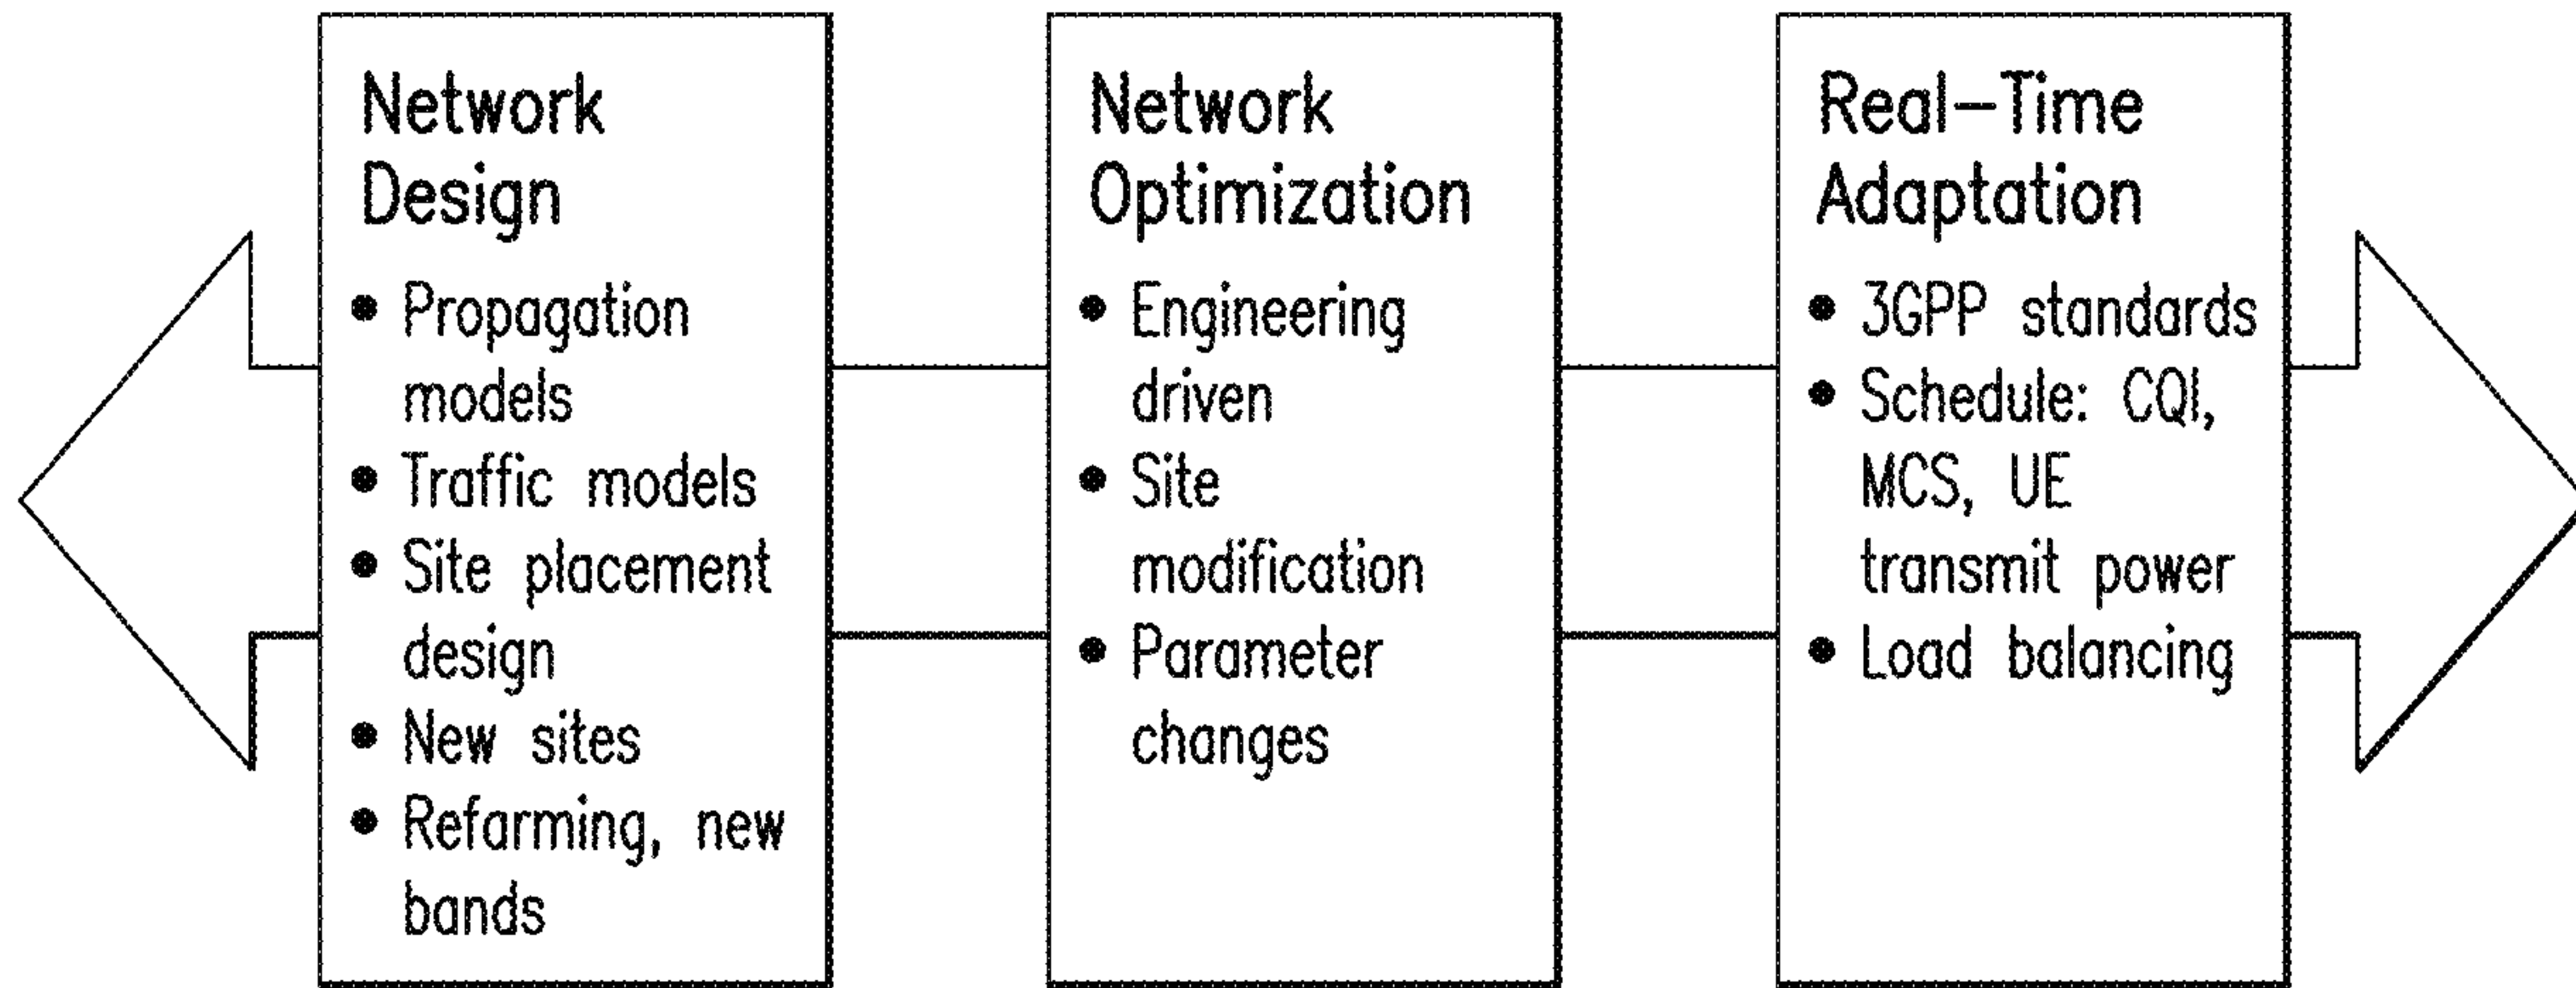 Network
Design
• Propagation
models
• Traffic models
• Site placement
design
• New sites
• Refarming, new
bands
Network
Optimization
• Engineering
driven
• Site
modification
• Parameter
changes
Real-Time
Adaptation
• 3GPP standards
• Schedule: CQI,
MCS, UE
transmit power
• Load balancing